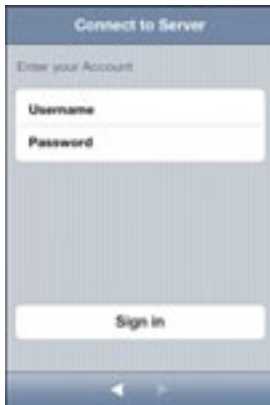 Connect to Server
Enter your Account
Username
Password
Sign in